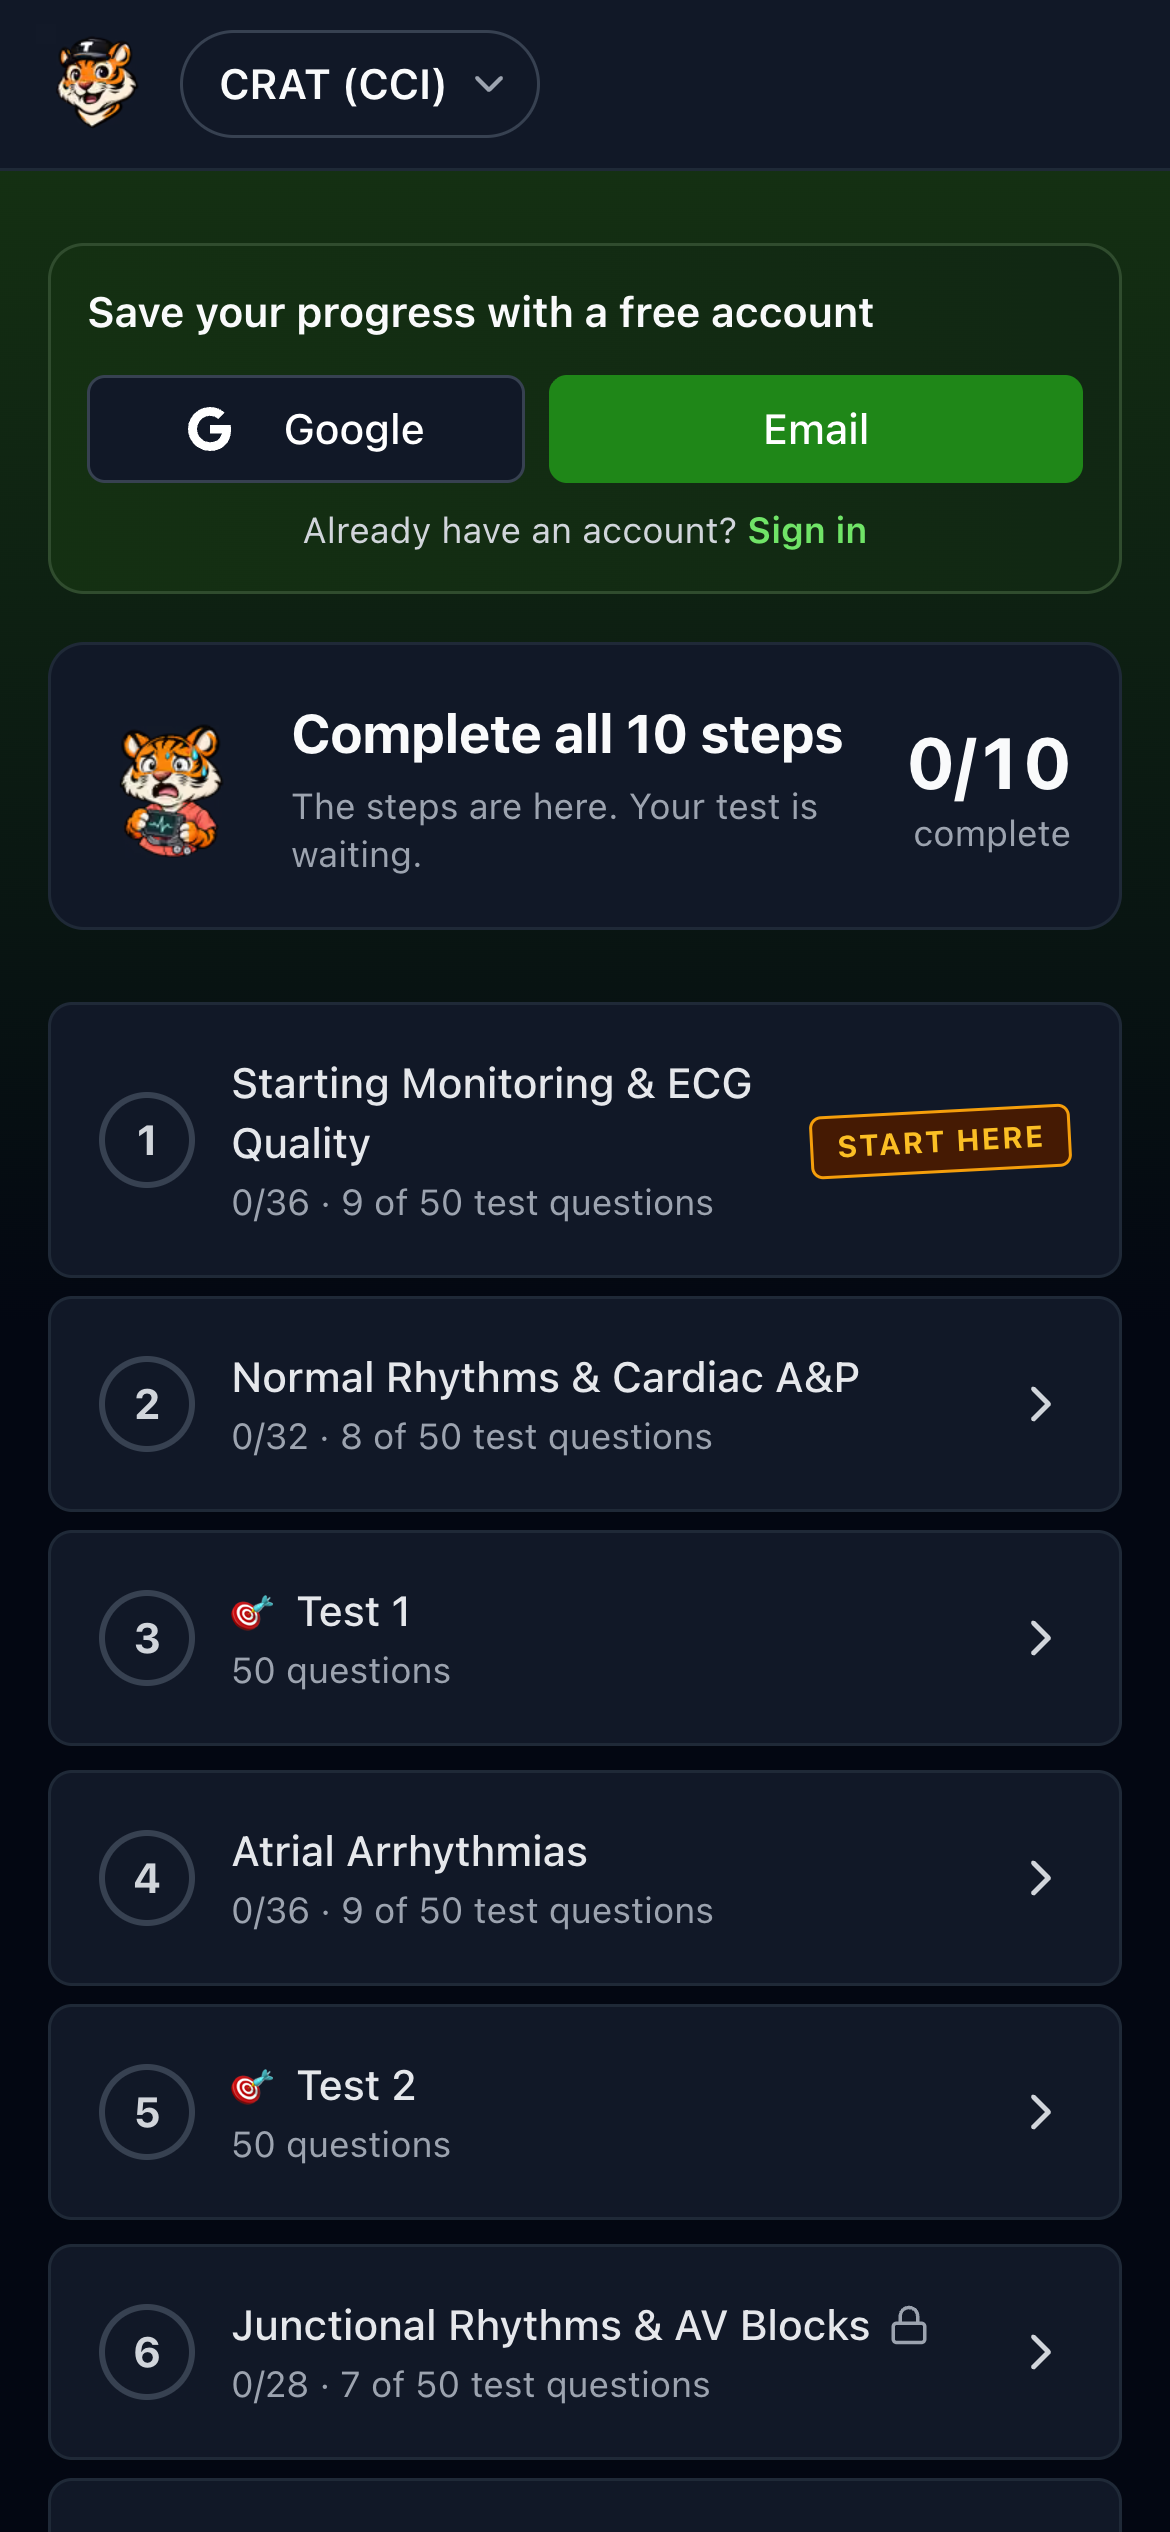 T
CRAT (CCI)
Save your progress with a free account
Google
Email
Already have an account? Sign in
Complete all 10 steps
The steps are here. Your test is
waiting.
0/10
complete
1
Starting Monitoring & ECG
Quality
0/36 · 9 of 50 test questions
START HERE
2
Normal Rhythms & Cardiac A&P
0/32 · 8 of 50 test questions
3
Test 1
50 questions
4
Atrial Arrhythmias
0/36 · 9 of 50 test questions
5
Test 2
50 questions
6
Junctional Rhythms & AV Blocks
0/28 · 7 of 50 test questions